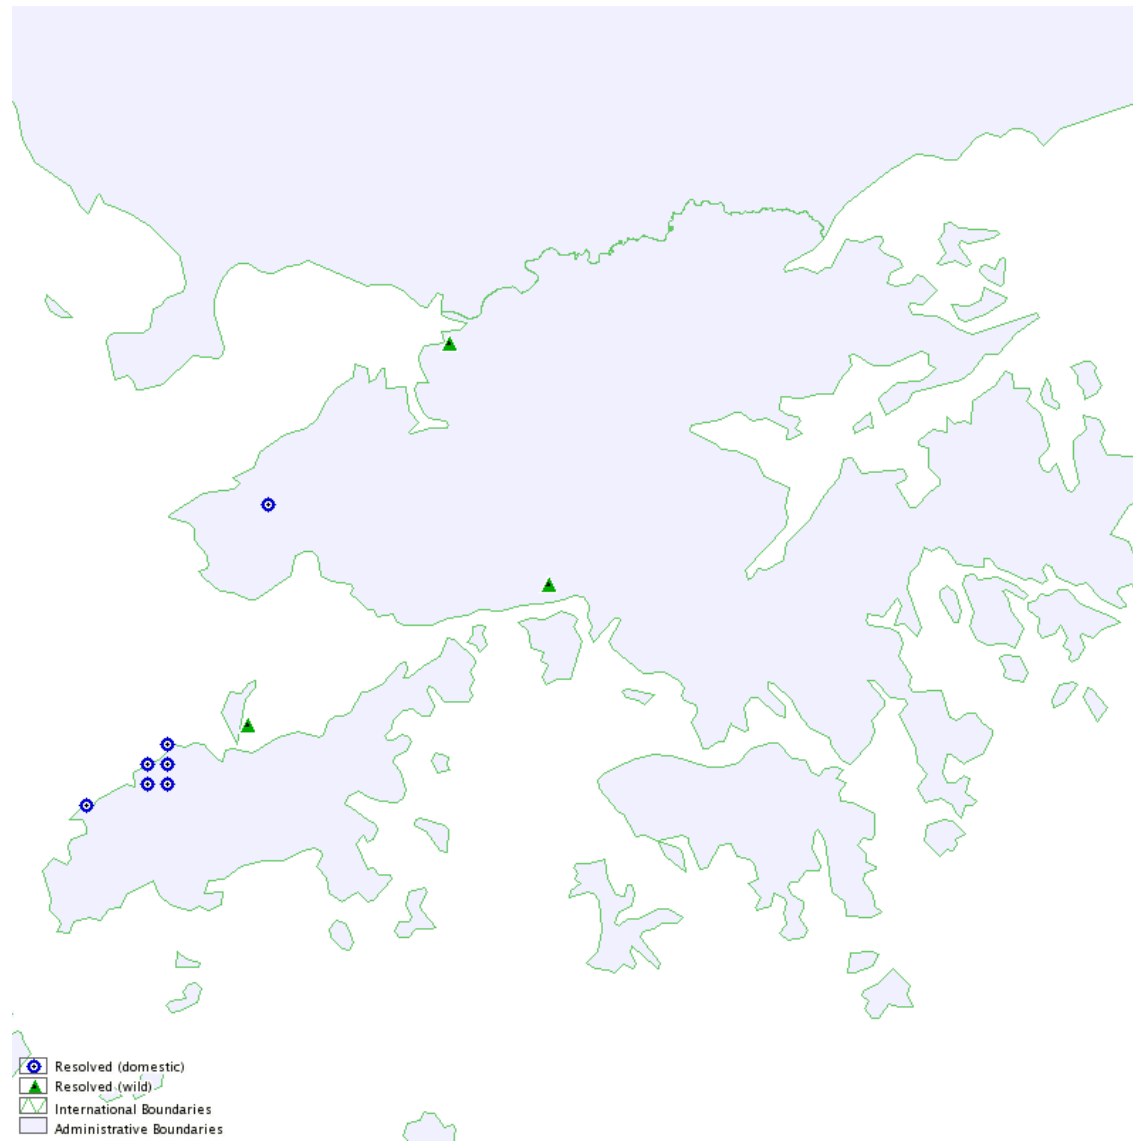 Resolved (domestic)
Resolved (wild)
International Boundaries
Administrative Boundaries